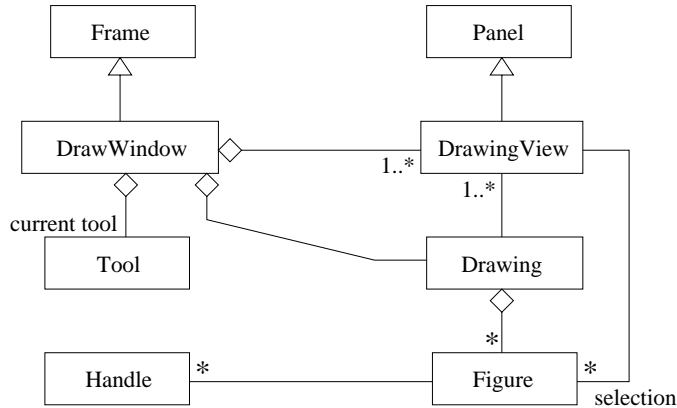 Frame
Panel
DrawWindow
DrawingView
1..*
1..*
current tool
Tool
Drawing
*
*
*
Handle
Figure
selection